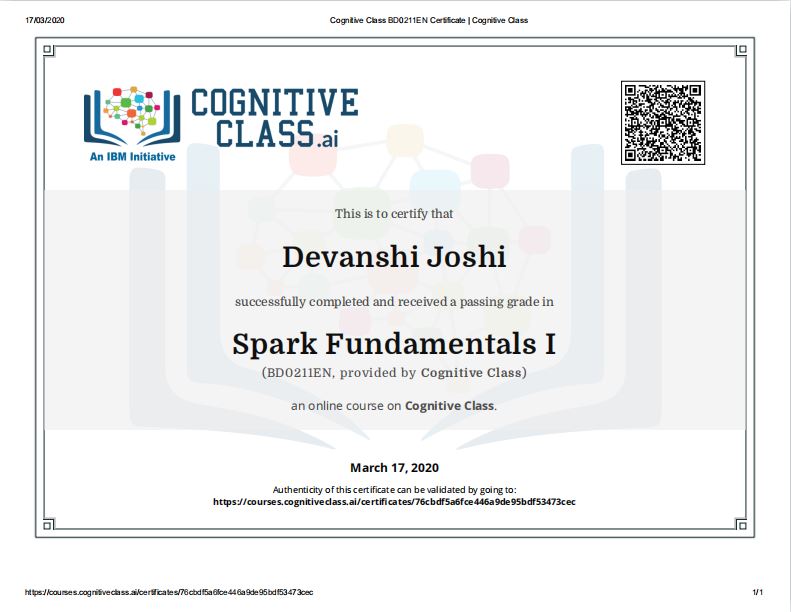 17/03/2020 Cognitive Class BD0211EN Certificate | Cognitive Class
COGNITIVE
CLASS.ai
An IBM Initiative
This is to certify that
Devanshi Joshi
successfully completed and received a passing grade in
Spark Fundamentals I
(BD0211EN, provided by Cognitive Class)
an online course on Cognitive Class.
March 17, 2020
Authenticity of this certificate can be validated by going to:
https://courses.cognitiveclass.ai/certificates/76cbdf5a6fce446a9de95bdf53473cec
https://courses.cognitiveclass.ai/certificates/76cbdf5a6fce446a9de95bdf53473cec 1/1